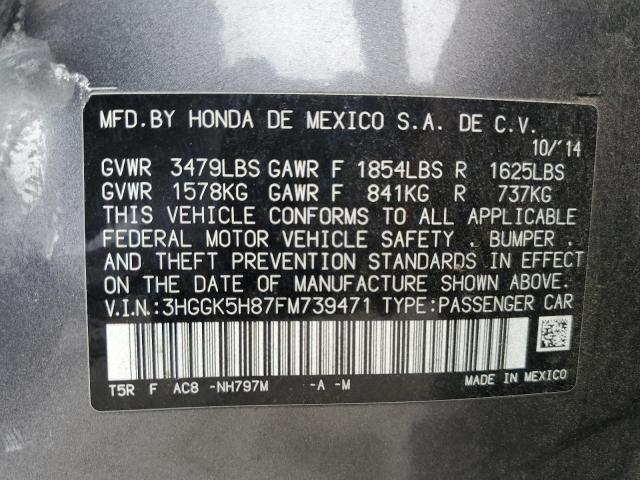 MFD.BY HONDA DE MEXICO S.A. DE C.V.
10/'14
GVWR 3479LBS GAWR F 1854LBS R 1625LBS
GVWR 1578KG GAWR F 841KG R 737KG
THIS VEHICLE CONFORMS TO ALL APPLICABLE
FEDERAL MOTOR VEHICLE SAFETY . BUMPER .
AND THEFT PREVENTION STANDARDS IN EFFECT
ON THE DATE OF MANUFACTURE SHOWN ABOVE.
V.I.N.:3HGGK5H87FM739471 TYPE:PASSENGER CAR
T5R F AC8 -NH797M -A -M MADE IN MEXICO